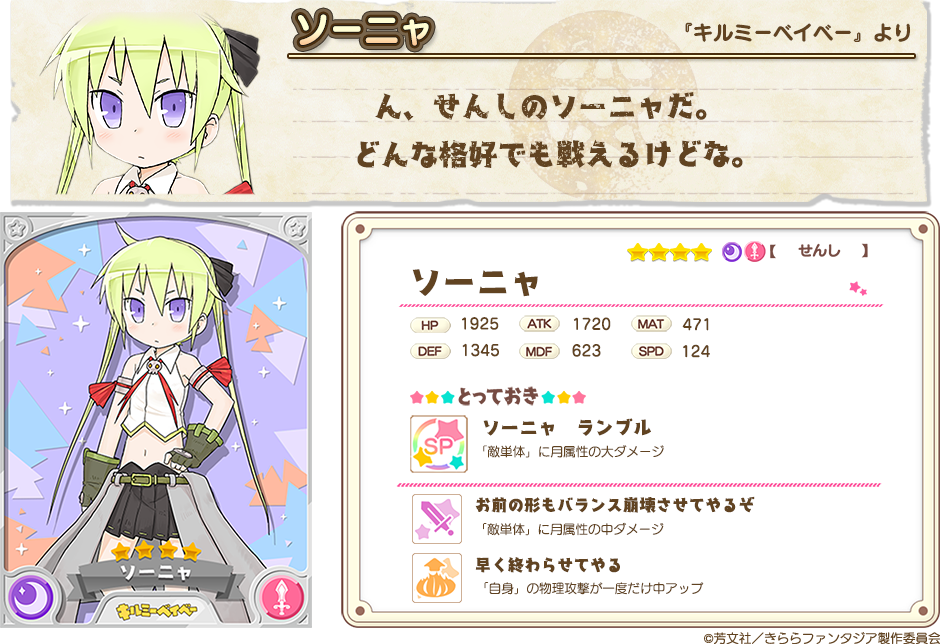 ソーニャ
『キルミーベイベー』より
ん、せんしのソーニャだ。
どんな格好でも戦えるけどな。
【 せんし 】
ソーニャ
HP 1925 ATK 1720 MAT 471
DEF 1345 MDF 623 SPD 124
とっておき
SP
ソーニャ ランブル
「敵単体」に月属性の大ダメージ
お前の形もバランス崩壊させてやるぞ
「敵単体」に月属性の中ダメージ
早く終わらせてやる
「自身」の物理攻撃が一度だけ中アップ
ソーニャ
キルミーベイベー
©芳文社／きららファンタジア製作委員会